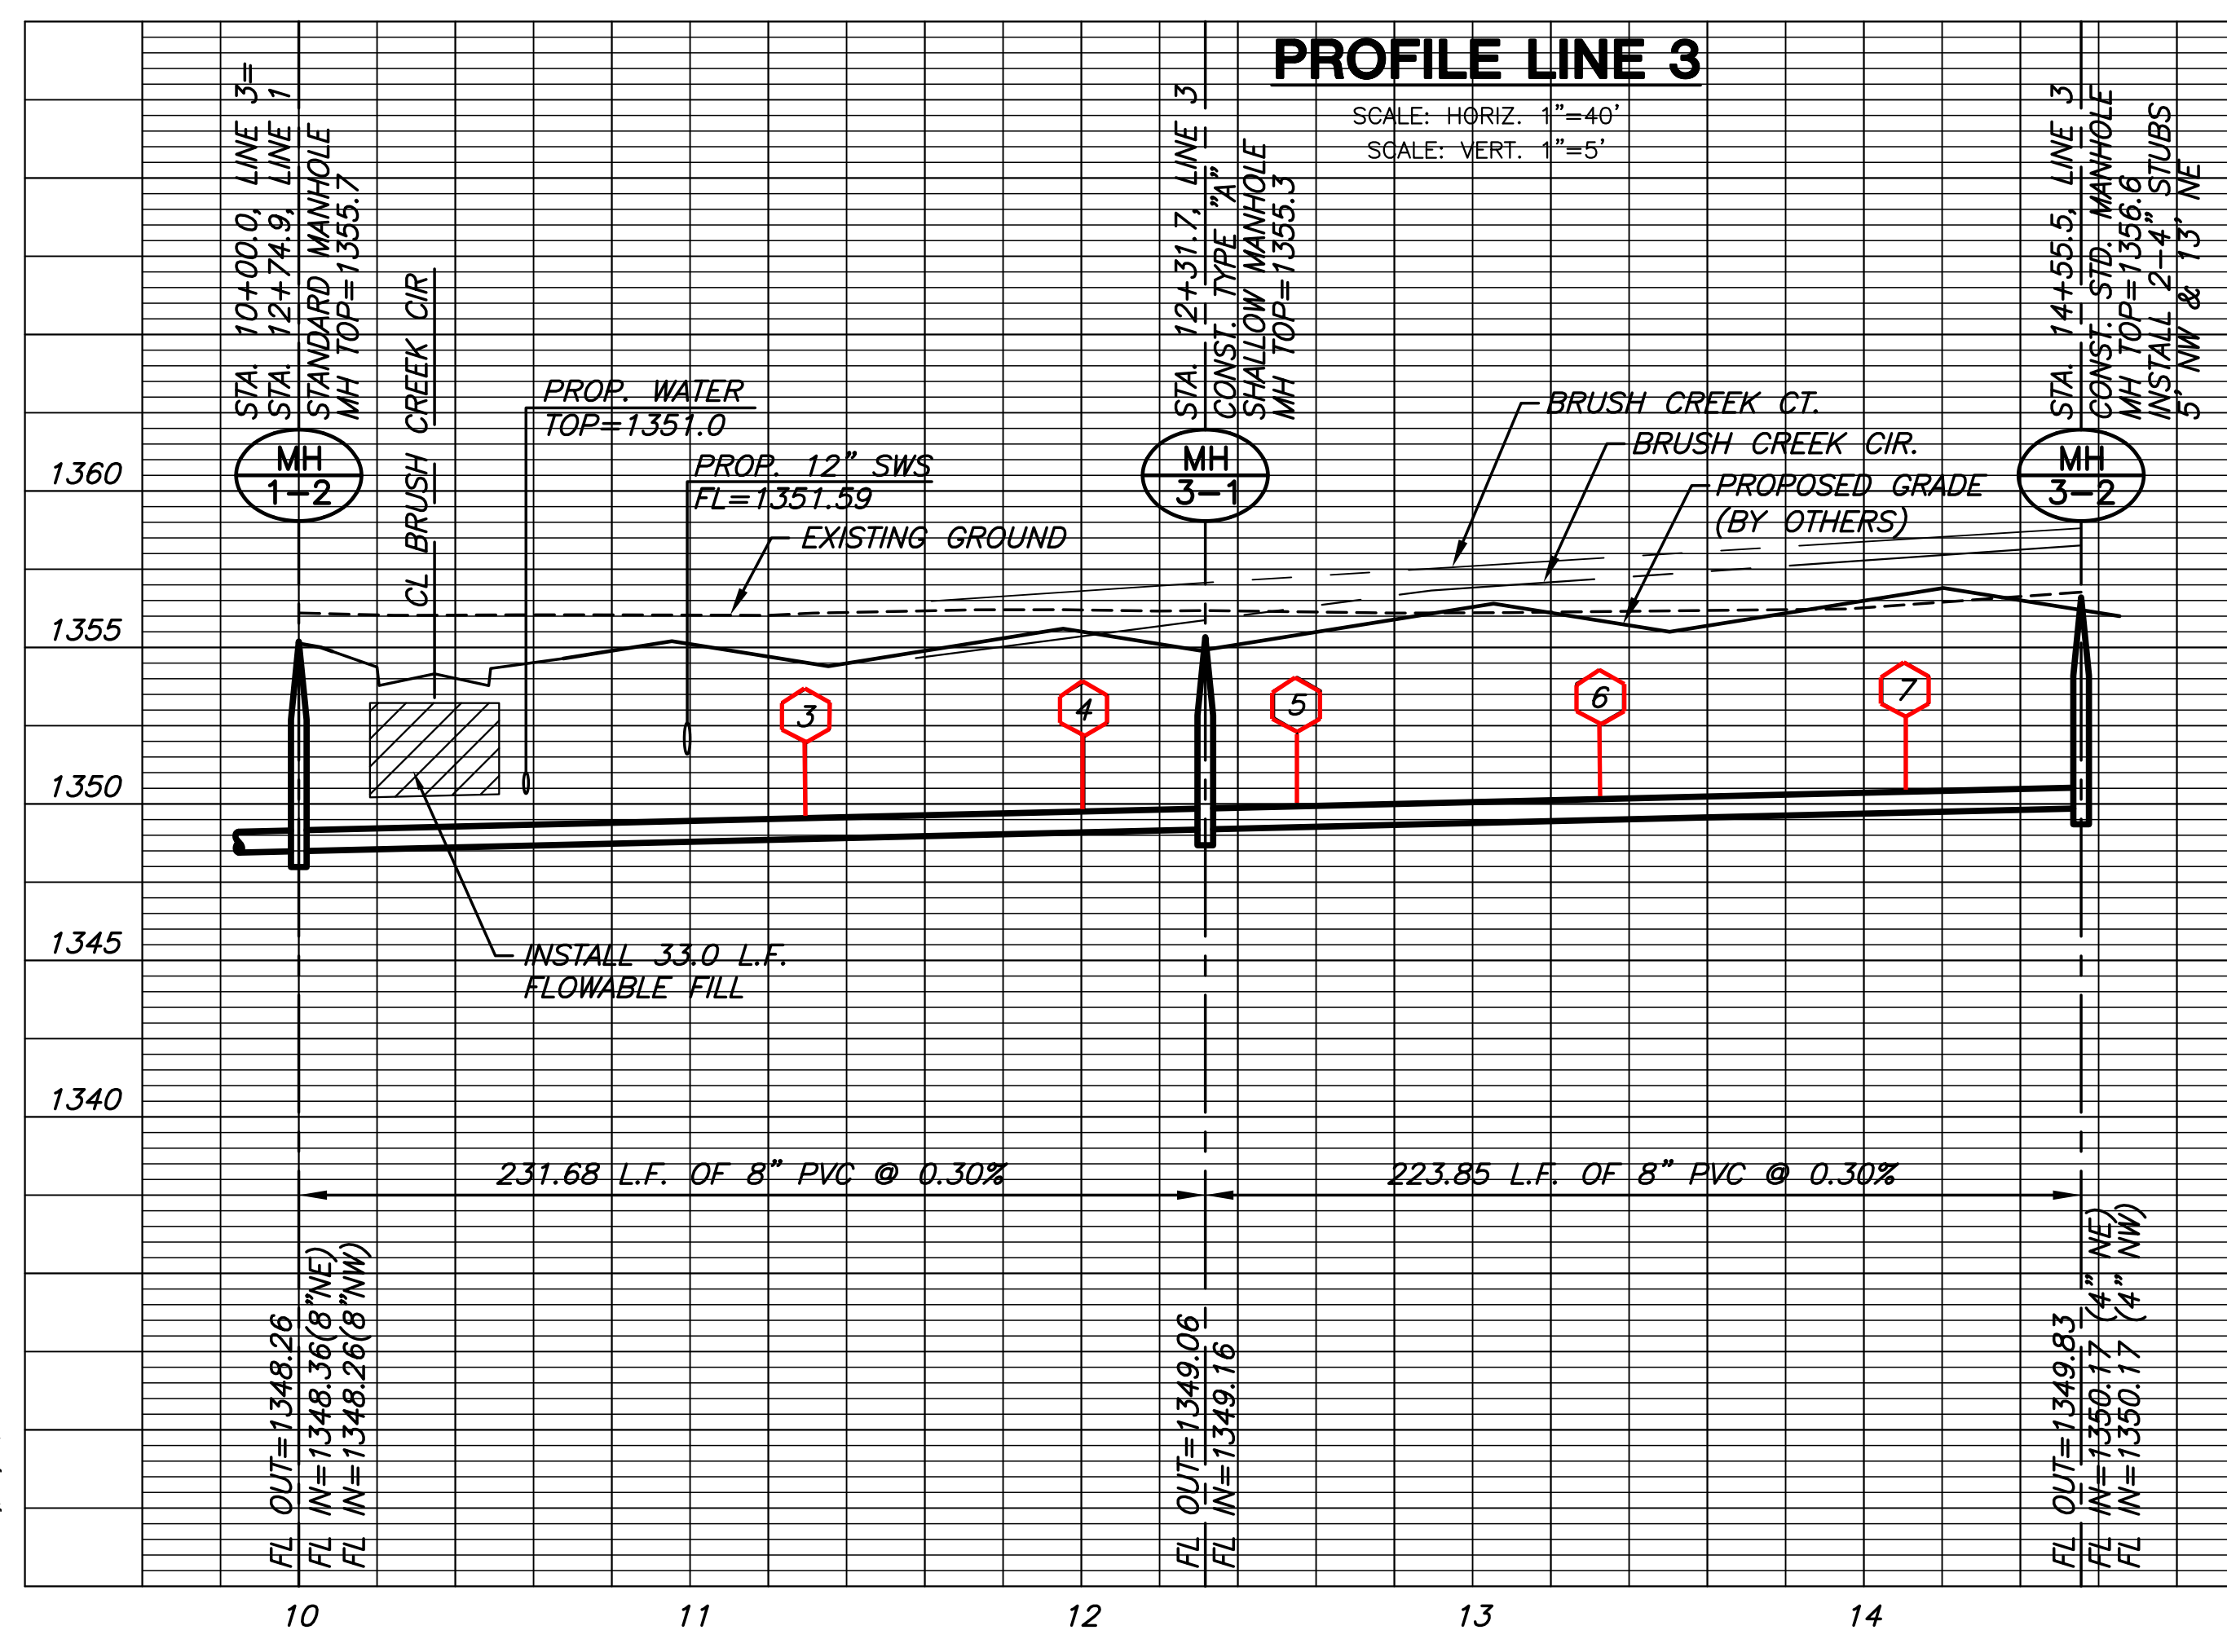 PROFILE LINE 3
SCALE: HORIZ. 1"=40'
SCALE: VERT. 1"=5'
STA. 10+00.0, LINE 3=
STA. 12+74.9, LINE 1
STANDARD MANHOLE
MH TOP=1355.7
CL BRUSH CREEK CIR
STA. 12+31.7, LINE 3
CONST. TYPE "A"
SHALLOW MANHOLE
MH TOP=1355.3
STA. 14+55.5, LINE 3
CONST. STD. MANHOLE
MH TOP=1356.6
INSTALL 2-4" STUBS
5' NW & 13' NE
MH
1-2
MH
3-1
MH
3-2
PROP. WATER
TOP=1351.0
PROP. 12" SWS
FL=1351.59
EXISTING GROUND
BRUSH CREEK CT.
BRUSH CREEK CIR.
PROPOSED GRADE
(BY OTHERS)
1360
1355
1350
1345
1340
3
4
5
6
7
INSTALL 33.0 L.F.
FLOWABLE FILL
231.68 L.F. OF 8" PVC @ 0.30%
223.85 L.F. OF 8" PVC @ 0.30%
FL OUT=1348.26
FL IN=1348.36(8"NE)
FL IN=1348.26(8"NW)
FL OUT=1349.06
FL IN=1349.16
FL OUT=1349.83
FL IN=1350.17 (4" NE)
FL IN=1350.17 (4" NW)
10
11
12
13
14